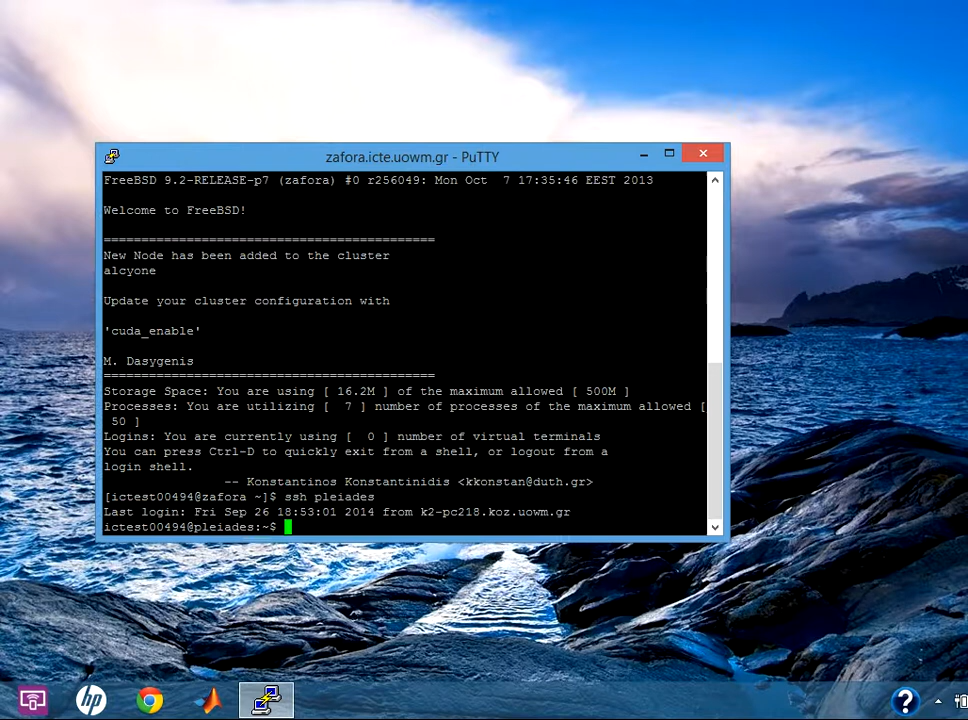 zafora.icte.uowm.gr - PuTTY
FreeBSD 9.2-RELEASE-p7 (zafora) #0 r256049: Mon Oct  7 17:35:46 EEST 2013
Welcome to FreeBSD!
============================================
New Node has been added to the cluster
alcyone
Update your cluster configuration with
'cuda_enable'
M. Dasygenis
============================================
Storage Space: You are using [ 16.2M ] of the maximum allowed [ 500M ]
Processes: You are utilizing [  7 ] number of processes of the maximum allowed [
 50 ]
Logins: You are currently using [  0 ] number of virtual terminals
You can press Ctrl-D to quickly exit from a shell, or logout from a
login shell.
-- Konstantinos Konstantinidis <kkonstan@duth.gr>
[ictest00494@zafora ~]$ ssh pleiades
Last login: Fri Sep 26 18:53:01 2014 from k2-pc218.koz.uowm.gr
ictest00494@pleiades:~$
hp
?